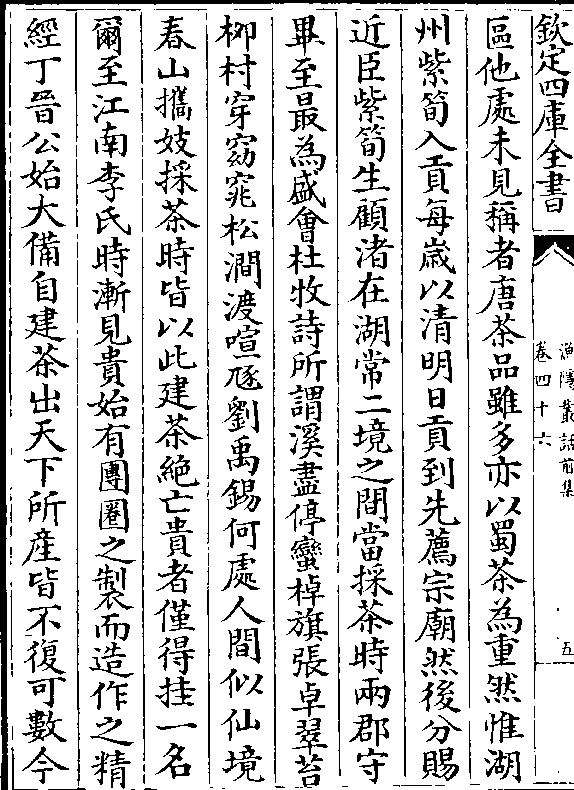 欽定四庫全書
漁隱叢話前集
卷四十六
五
區他處未見稱者唐茶品雖多亦以蜀茶為重然惟湖
州紫筍入貢每歳以清明日貢到先薦宗廟然後分賜
近臣紫筍生顧渚在湖常二境之間當採茶時兩郡守
畢至最為盛會杜牧詩所謂溪盡停蠻棹旗張卓翠苔
柳村穿窈窕松澗渡喧豗劉禹錫何處人間似仙境
春山攜妓採茶時皆以此建茶絶亡貴者僅得挂一名
爾至江南李氏時漸見貴始有團圈之製而造作之精
經丁晉公始大備自建茶出天下所産皆不復可數今